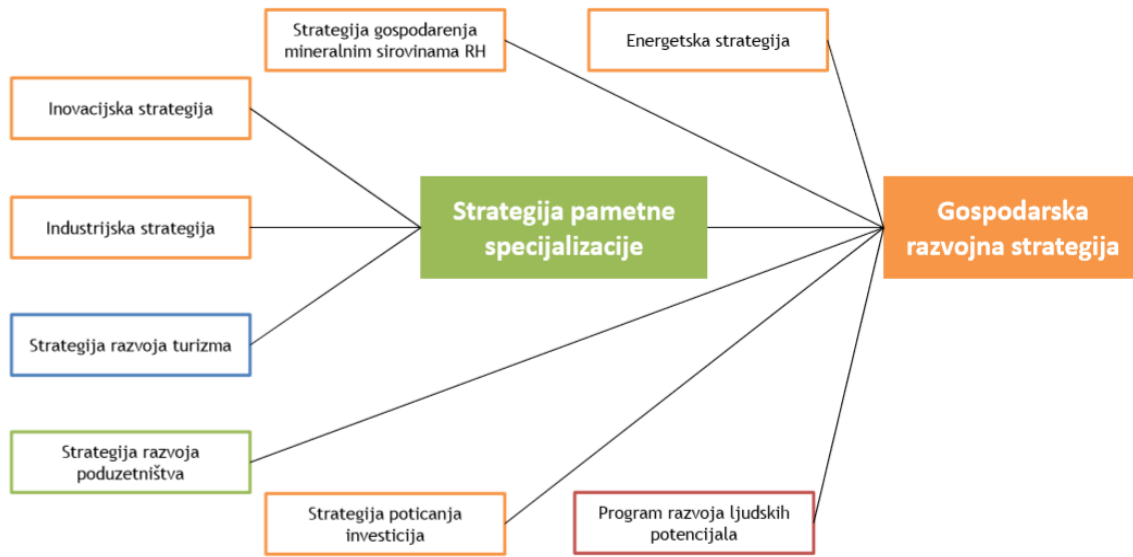 Strategija gospodarenja
mineralnim sirovinama RH
Energetska strategija
Inovacijska strategija
Industrijska strategija
Strategija pametne
specijalizacije
Gospodarska
razvojna strategija
Strategija razvoja turizma
Strategija razvoja
poduzetništva
Strategija poticanja
investicija
Program razvoja ljudskih
potencijala